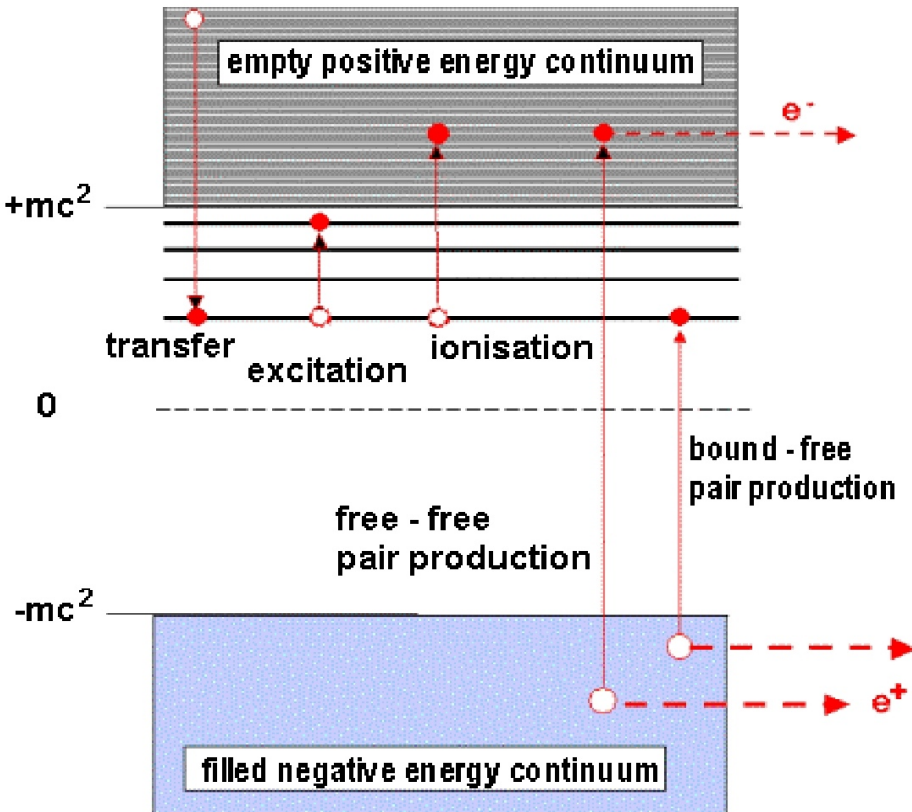 empty positive energy continuum
e-
+mc²
transfer
excitation
ionisation
0
bound - free
pair production
free - free
pair production
-mc²
e+
filled negative energy continuum